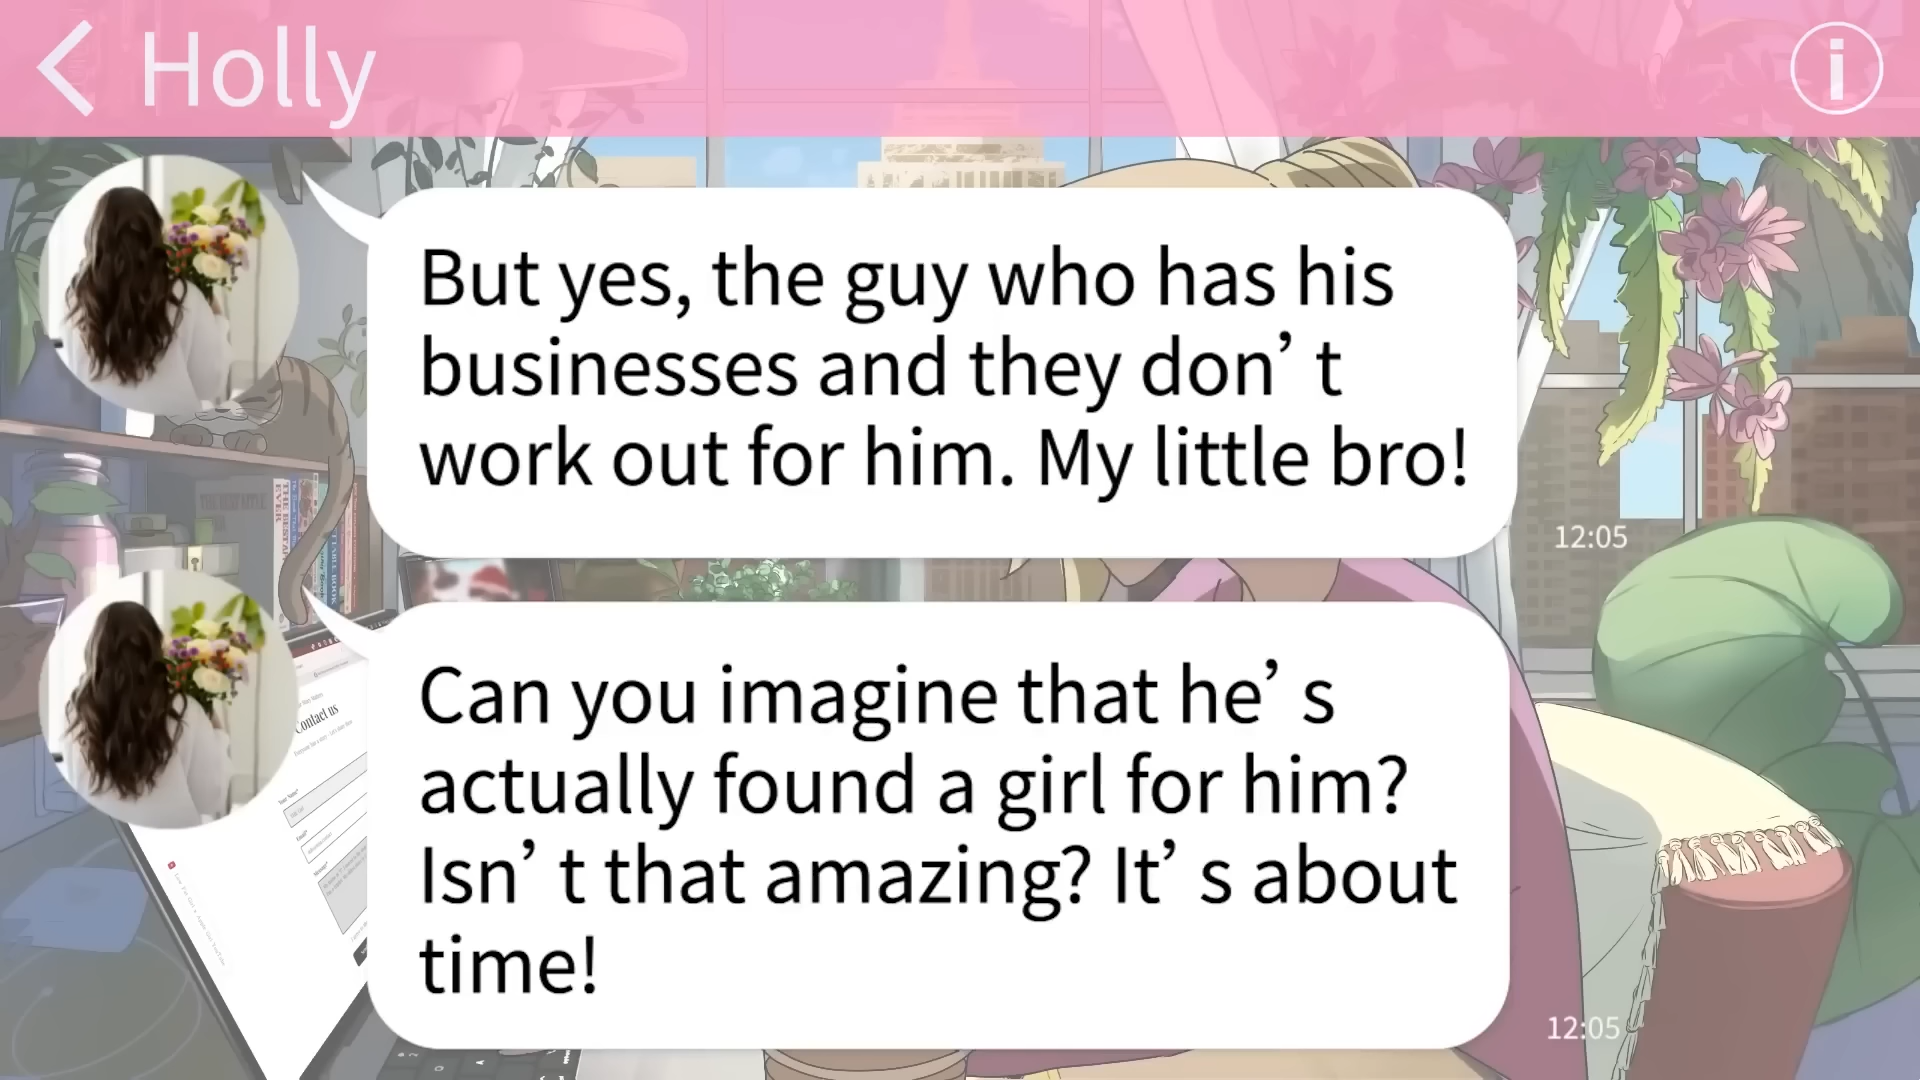 Holly
But yes, the guy who has his
businesses and they don’t
work out for him. My little bro!
12:05
Can you imagine that he’s
actually found a girl for him?
Isn’t that amazing? It’s about
time!
12:05
Contact us